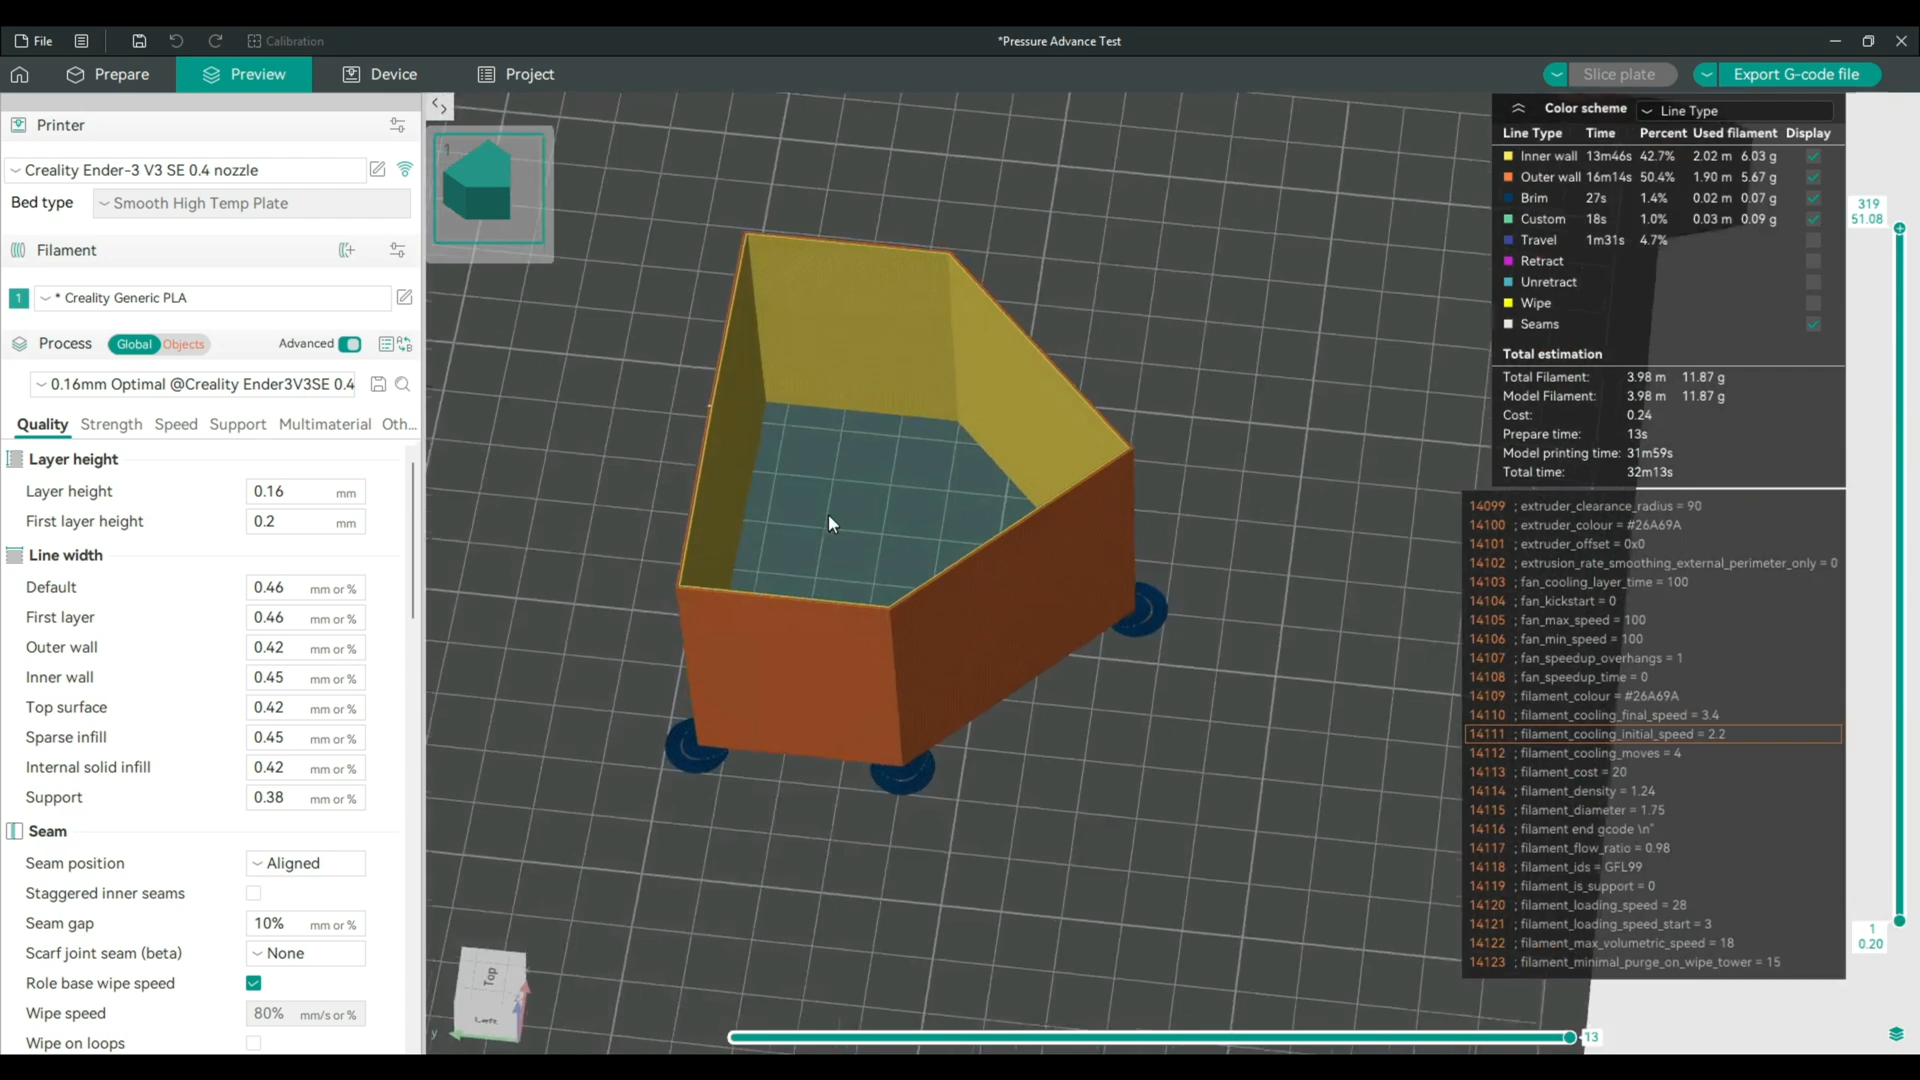 File
Calibration
*Pressure Advance Test
Prepare
Preview
Device
Project
Slice plate
Export G-code file
Printer
Creality Ender-3 V3 SE 0.4 nozzle
Bed type
Smooth High Temp Plate
Filament
1
* Creality Generic PLA
Process
Global
Objects
Advanced
0.16mm Optimal @Creality Ender3V3SE 0.4
Quality
Strength
Speed
Support
Multimaterial
Oth...
Layer height
Layer height 0.16 mm
First layer height 0.2 mm
Line width
Default 0.46 mm or %
First layer 0.46 mm or %
Outer wall 0.42 mm or %
Inner wall 0.45 mm or %
Top surface 0.42 mm or %
Sparse infill 0.45 mm or %
Internal solid infill 0.42 mm or %
Support 0.38 mm or %
Seam
Seam position Aligned
Staggered inner seams
Seam gap 10% mm or %
Scarf joint seam (beta) None
Role base wipe speed
Wipe speed 80% mm/s or %
Wipe on loops
1
Top
Left
y
Color scheme Line Type
Line Type Time Percent Used filament Display
Inner wall 13m46s 42.7% 2.02 m 6.03 g
Outer wall 16m14s 50.4% 1.90 m 5.67 g
Brim 27s 1.4% 0.02 m 0.07 g
Custom 18s 1.0% 0.03 m 0.09 g
Travel 1m31s 4.7%
Retract
Unretract
Wipe
Seams
Total estimation
Total Filament: 3.98 m 11.87 g
Model Filament: 3.98 m 11.87 g
Cost: 0.24
Prepare time: 13s
Model printing time: 31m59s
Total time: 32m13s
14099 ; extruder_clearance_radius = 90
14100 ; extruder_colour = #26A69A
14101 ; extruder_offset = 0x0
14102 ; extrusion_rate_smoothing_external_perimeter_only = 0
14103 ; fan_cooling_layer_time = 100
14104 ; fan_kickstart = 0
14105 ; fan_max_speed = 100
14106 ; fan_min_speed = 100
14107 ; fan_speedup_overhangs = 1
14108 ; fan_speedup_time = 0
14109 ; filament_colour = #26A69A
14110 ; filament_cooling_final_speed = 3.4
14111 ; filament_cooling_initial_speed = 2.2
14112 ; filament_cooling_moves = 4
14113 ; filament_cost = 20
14114 ; filament_density = 1.24
14115 ; filament_diameter = 1.75
14116 ; filament end gcode \n"
14117 ; filament_flow_ratio = 0.98
14118 ; filament_ids = GFL99
14119 ; filament_is_support = 0
14120 ; filament_loading_speed = 28
14121 ; filament_loading_speed_start = 3
14122 ; filament_max_volumetric_speed = 18
14123 ; filament_minimal_purge_on_wipe_tower = 15
319
51.08
1
0.20
13